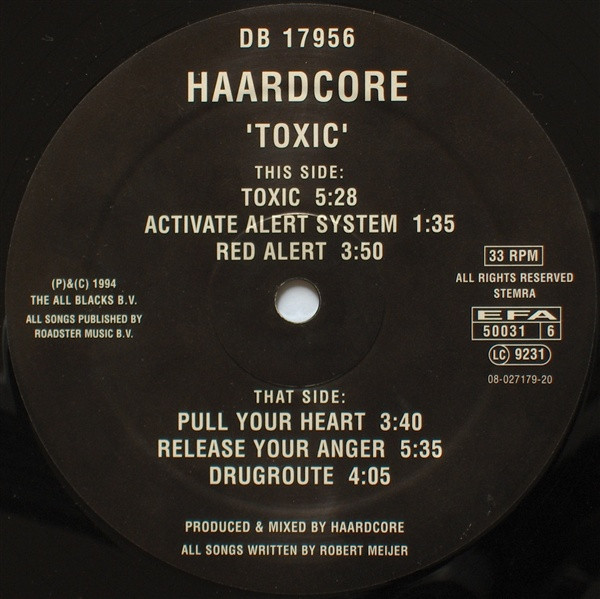 DB 17956
HAARDCORE
'TOXIC'
THIS SIDE:
TOXIC 5:28
ACTIVATE ALERT SYSTEM 1:35
RED ALERT 3:50
(P)&(C) 1994
THE ALL BLACKS B.V.
ALL SONGS PUBLISHED BY
ROADSTER MUSIC B.V.
33 RPM
ALL RIGHTS RESERVED
STEMRA
EFA
50031 6
LC 9231
08-027179-20
THAT SIDE:
PULL YOUR HEART 3:40
RELEASE YOUR ANGER 5:35
DRUGROUTE 4:05
PRODUCED & MIXED BY HAARDCORE
ALL SONGS WRITTEN BY ROBERT MEIJER